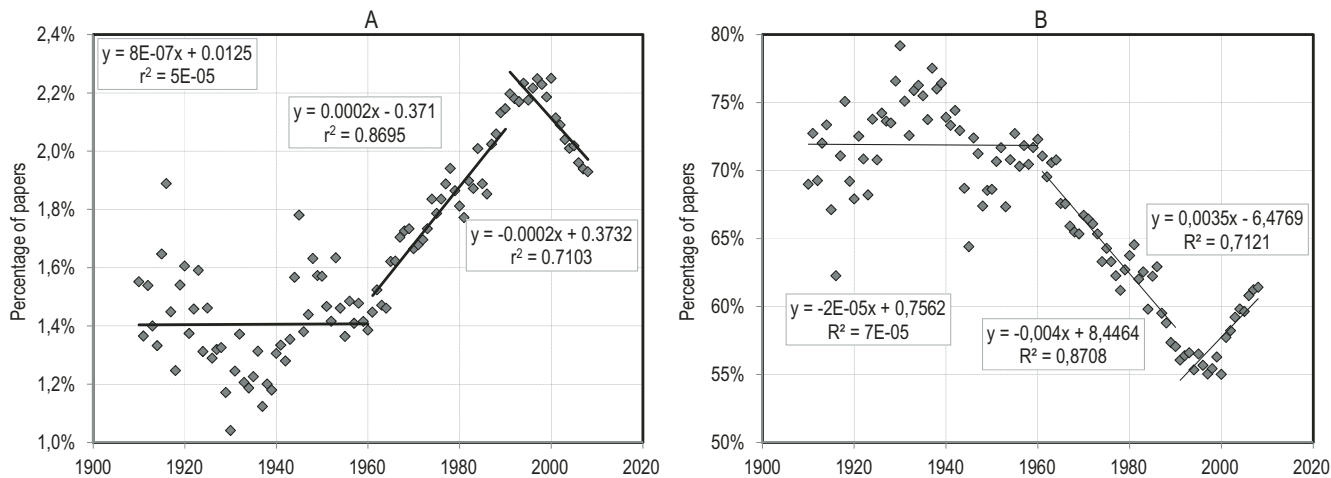 A
Percentage of papers
2,4%
2,2%
2,0%
1,8%
1,6%
1,4%
1,2%
1,0%
y = 8E-07x + 0.0125
r² = 5E-05
y = 0.0002x - 0.371
r² = 0.8695
y = -0.0002x + 0.3732
r² = 0.7103
1900 1920 1940 1960 1980 2000 2020
B
Percentage of papers
80%
75%
70%
65%
60%
55%
50%
y = 0,0035x - 6,4769
R² = 0,7121
y = -2E-05x + 0,7562
R² = 7E-05
y = -0,004x + 8,4464
R² = 0,8708
1900 1920 1940 1960 1980 2000 2020